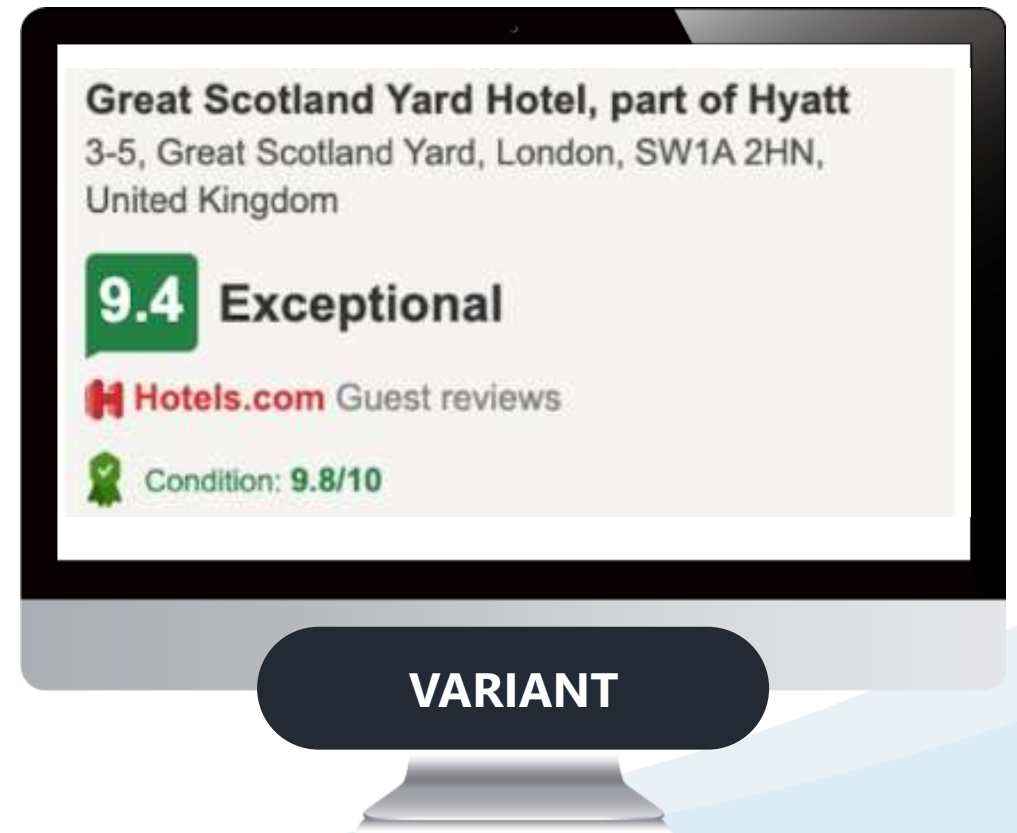 Great Scotland Yard Hotel, part of Hyatt
3-5, Great Scotland Yard, London, SW1A 2HN,
United Kingdom
9.4 Exceptional
Hotels.com Guest reviews
Condition: 9.8/10
VARIANT